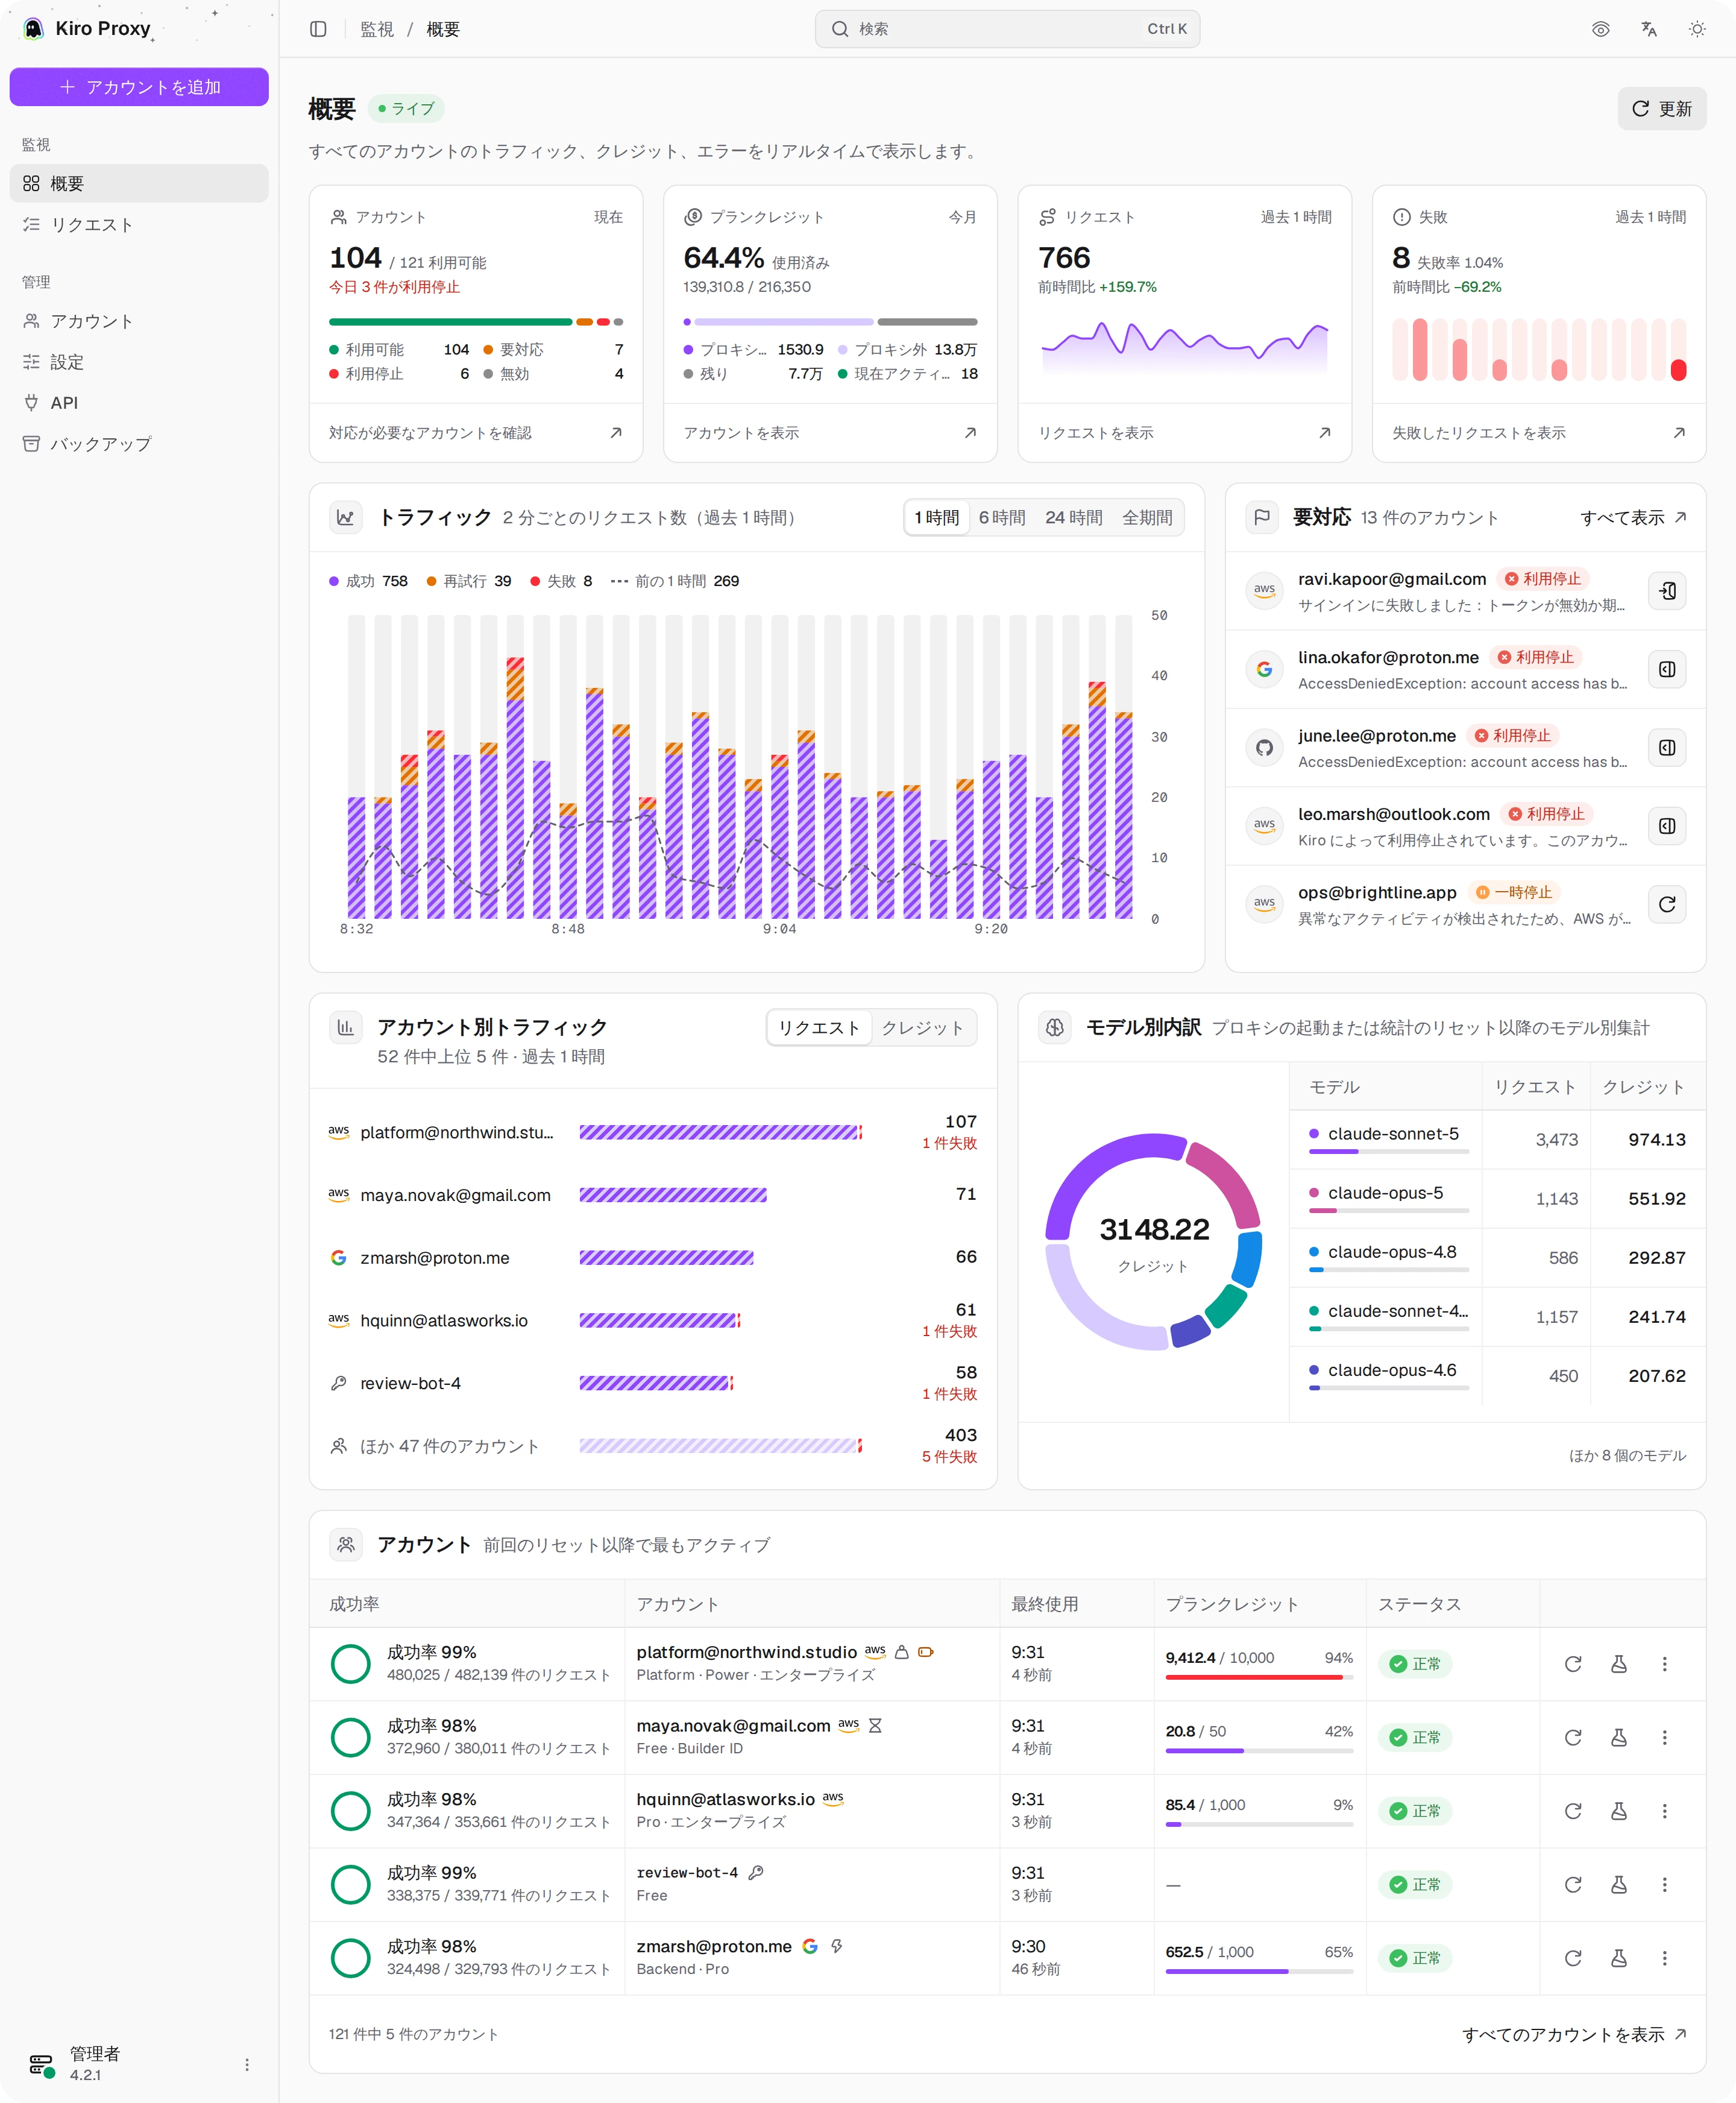 Kiro Proxy
アカウントを追加
監視
概要
リクエスト
管理
アカウント
設定
API
バックアップ
管理者
4.2.1
監視 / 概要
検索 Ctrl K
概要 ライブ
更新
すべてのアカウントのトラフィック、クレジット、エラーをリアルタイムで表示します。
アカウント 現在
104 / 121 利用可能
今日 3 件が利用停止
利用可能 104 要対応 7
利用停止 6 無効 4
対応が必要なアカウントを確認
プランクレジット 今月
64.4% 使用済み
139,310.8 / 216,350
プロキシ... 1530.9 プロキシ外 13.8万
残り 7.7万 現在アクティ... 18
アカウントを表示
リクエスト 過去 1 時間
766
前時間比 +159.7%
リクエストを表示
失敗 過去 1 時間
8 失敗率 1.04%
前時間比 −69.2%
失敗したリクエストを表示
トラフィック 2 分ごとのリクエスト数（過去 1 時間）
1 時間 6 時間 24 時間 全期間
成功 758 再試行 39 失敗 8 前の 1 時間 269
50
40
30
20
10
0
8:32 8:48 9:04 9:20
要対応 13 件のアカウント すべて表示
aws ravi.kapoor@gmail.com 利用停止
サインインに失敗しました：トークンが無効か期...
lina.okafor@proton.me 利用停止
AccessDeniedException: account access has b...
june.lee@proton.me 利用停止
AccessDeniedException: account access has b...
aws leo.marsh@outlook.com 利用停止
Kiro によって利用停止されています。このアカウ...
aws ops@brightline.app 一時停止
異常なアクティビティが検出されたため、AWS が...
アカウント別トラフィック
リクエスト クレジット
52 件中上位 5 件 · 過去 1 時間
aws platform@northwind.stu... 107
1 件失敗
aws maya.novak@gmail.com 71
zmarsh@proton.me 66
aws hquinn@atlasworks.io 61
1 件失敗
review-bot-4 58
1 件失敗
ほか 47 件のアカウント 403
5 件失敗
モデル別内訳 プロキシの起動または統計のリセット以降のモデル別集計
3148.22
クレジット
モデル リクエスト クレジット
claude-sonnet-5 3,473 974.13
claude-opus-5 1,143 551.92
claude-opus-4.8 586 292.87
claude-sonnet-4... 1,157 241.74
claude-opus-4.6 450 207.62
ほか 8 個のモデル
アカウント 前回のリセット以降で最もアクティブ
成功率 アカウント 最終使用 プランクレジット ステータス
成功率 99% platform@northwind.studio aws 9:31 9,412.4 / 10,000 94% 正常
480,025 / 482,139 件のリクエスト Platform · Power · エンタープライズ 4 秒前
成功率 98% maya.novak@gmail.com aws 9:31 20.8 / 50 42% 正常
372,960 / 380,011 件のリクエスト Free · Builder ID 4 秒前
成功率 98% hquinn@atlasworks.io aws 9:31 85.4 / 1,000 9% 正常
347,364 / 353,661 件のリクエスト Pro · エンタープライズ 3 秒前
成功率 99% review-bot-4 9:31 — 正常
338,375 / 339,771 件のリクエスト Free 3 秒前
成功率 98% zmarsh@proton.me 9:30 652.5 / 1,000 65% 正常
324,498 / 329,793 件のリクエスト Backend · Pro 46 秒前
121 件中 5 件のアカウント すべてのアカウントを表示